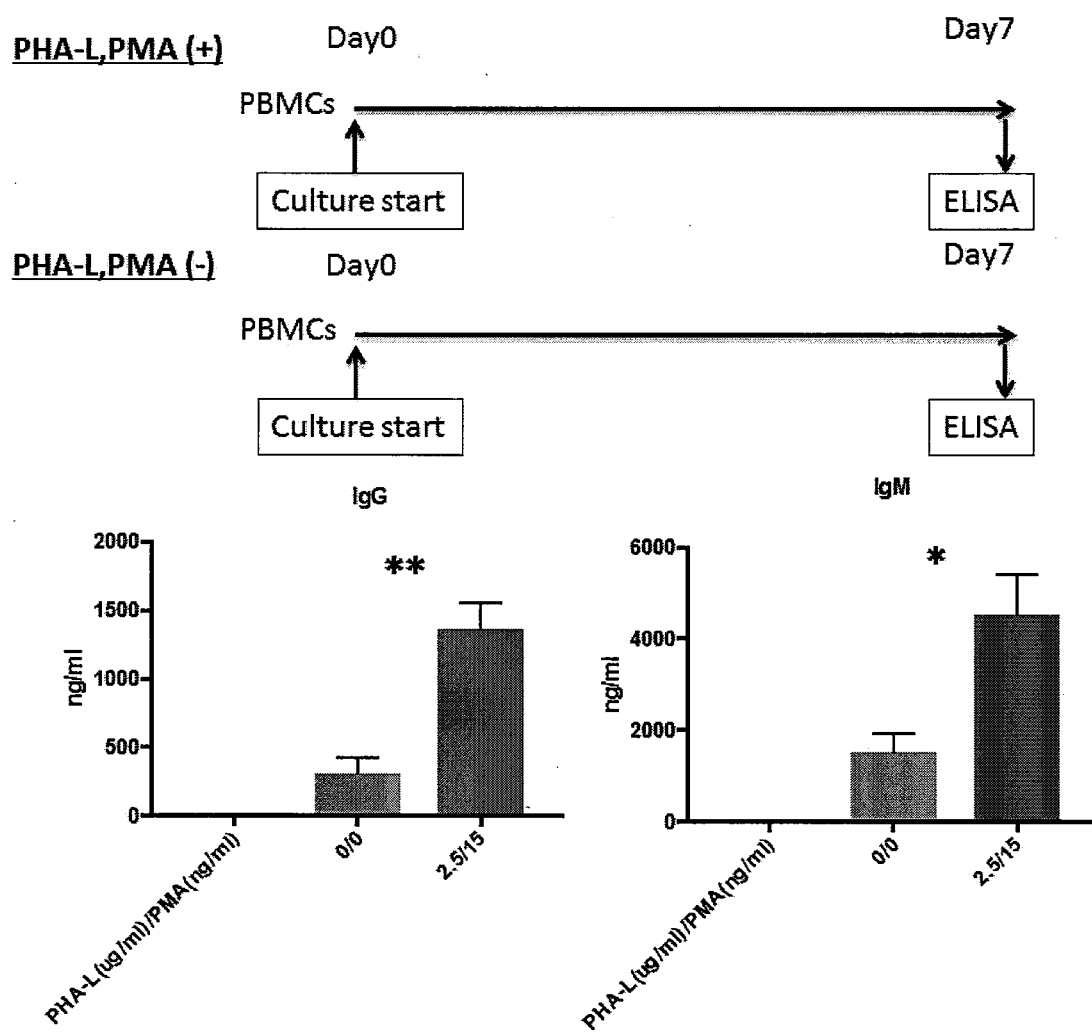 PHA-L,PMA (+)
Day0
Day7
PBMCs
Culture start
ELISA
PHA-L,PMA (-)
Day0
Day7
PBMCs
Culture start
ELISA
IgG
**
2000
1500
1000
500
0
ng/ml
PHA-L(ug/ml)/PMA(ng/ml)
0/0
2.5/15
IgM
*
6000
4000
2000
0
ng/ml
PHA-L(ug/ml)/PMA(ng/ml)
0/0
2.5/15